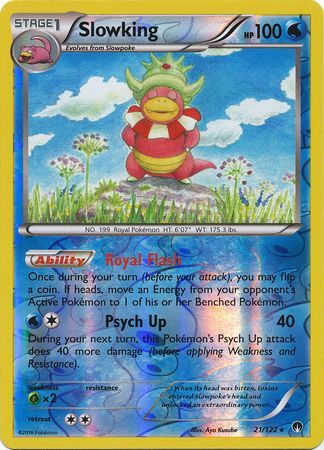 STAGE1
Slowking
HP100
Evolves from Slowpoke
NO. 199 Royal Pokémon HT: 6'07" WT: 175.3 lbs.
Ability
Royal Flash
Once during your turn (before your attack), you may flip
a coin. If heads, move an Energy from your opponent's
Active Pokémon to 1 of his or her Benched Pokémon.
Psych Up 40
During your next turn, this Pokémon's Psych Up attack
does 40 more damage (before applying Weakness and
Resistance).
weakness
resistance
×2
retreat
When its head was bitten, toxins
entered Slowpoke's head and
unlocked an extraordinary power.
©2016 Pokémon
Illus. Aya Kusube
21/122 ★